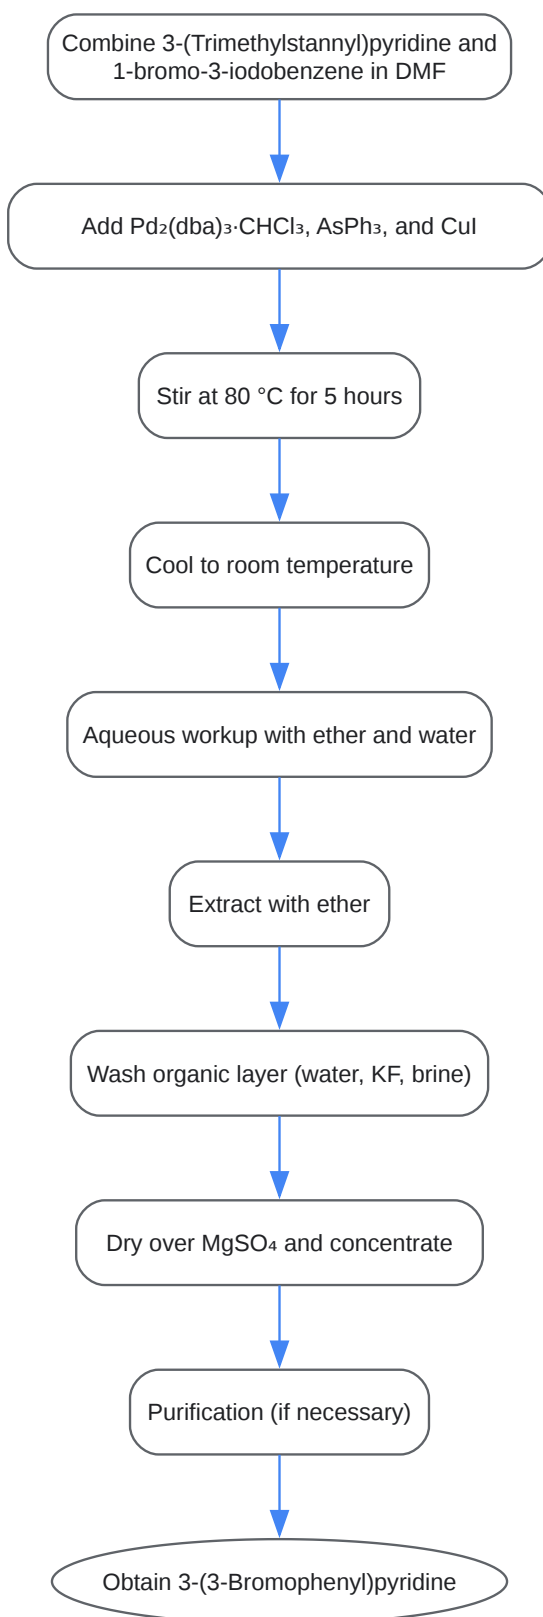 Combine 3-(Trimethylstannyl)pyridine and
1-bromo-3-iodobenzene in DMF
Add Pd₂(dba)₃·CHCl₃, AsPh₃, and CuI
Stir at 80 °C for 5 hours
Cool to room temperature
Aqueous workup with ether and water
Extract with ether
Wash organic layer (water, KF, brine)
Dry over MgSO₄ and concentrate
Purification (if necessary)
Obtain 3-(3-Bromophenyl)pyridine